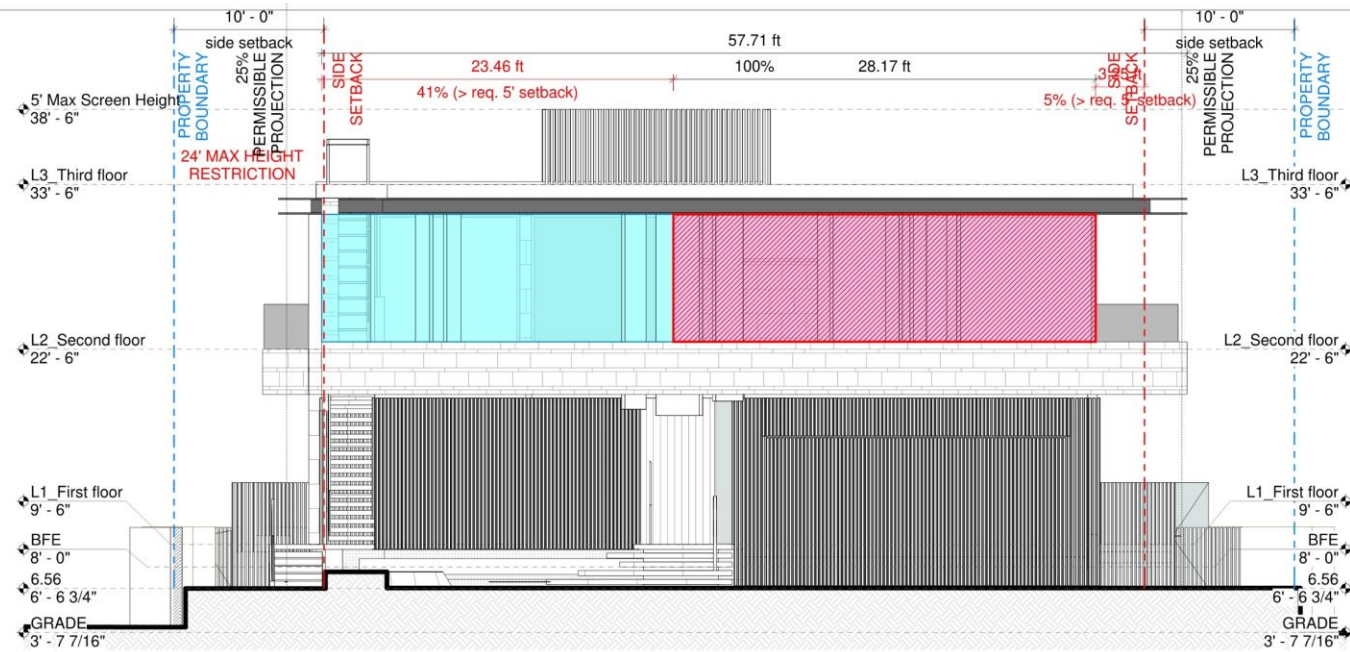 10' - 0"
side setback
25%
PERMISSIBLE
PROJECTION
PROPERTY
BOUNDARY
SIDE
SETBACK
57.71 ft
23.46 ft
100%
28.17 ft
41% (> req. 5' setback)
5% (> req. 5' setback)
10' - 0"
side setback
SIDE
SETBACK
25%
PERMISSIBLE
PROJECTION
PROPERTY
BOUNDARY
24' MAX HEIGHT
RESTRICTION
5' Max Screen Height
38' - 6"
L3_Third floor
33' - 6"
L2_Second floor
22' - 6"
L1_First floor
9' - 6"
BFE
8' - 0"
6.56
6' - 6 3/4"
GRADE
3' - 7 7/16"
L3_Third floor
33' - 6"
L2_Second floor
22' - 6"
L1_First floor
9' - 6"
BFE
8' - 0"
6.56
6' - 6 3/4"
GRADE
3' - 7 7/16"